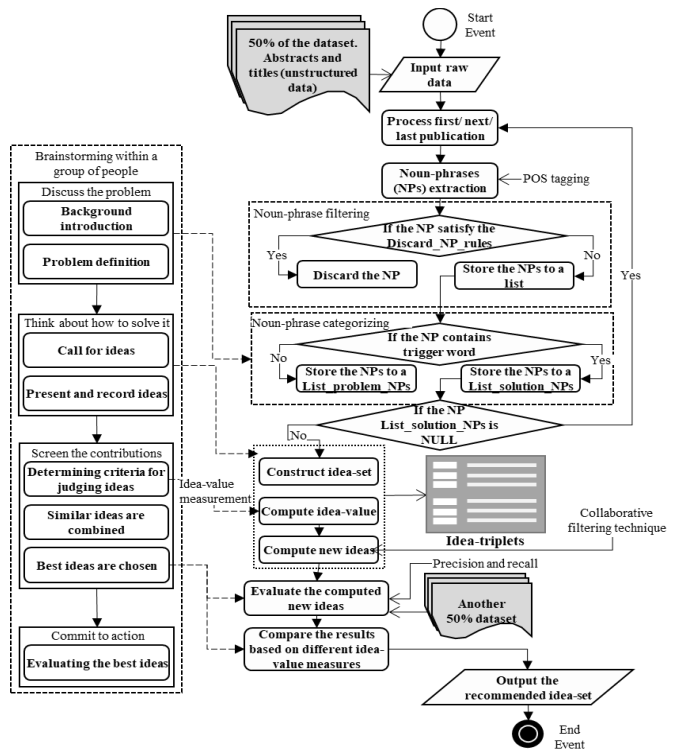 Start
Event
50% of the dataset.
Abstracts and
titles (unstructured
data)
Input raw
data
Process first/ next/
last publication
Noun-phrases
(NPs) extraction
POS tagging
Noun-phrase filtering
If the NP satisfy the
Discard_NP_rules
Yes
No
Discard the NP
Store the NPs to a
list
Yes
Noun-phrase categorizing
If the NP contains
trigger word
No
Yes
Store the NPs to a
List_problem_NPs
Store the NPs to a
List_solution_NPs
If the NP
List_solution_NPs is
NULL
No
Brainstorming within a
group of people
Discuss the problem
Background
introduction
Problem definition
Think about how to solve it
Call for ideas
Present and record ideas
Screen the contributions
Determining criteria for
judging ideas
Similar ideas are
combined
Best ideas are chosen
Commit to action
Evaluating the best ideas
Idea-value
measurement
Construct idea-set
Compute idea-value
Compute new ideas
Idea-triplets
Collaborative
filtering technique
Precision and recall
Evaluate the computed
new ideas
Another
50% dataset
Compare the results
based on different idea-
value measures
Output the
recommended idea-set
End
Event